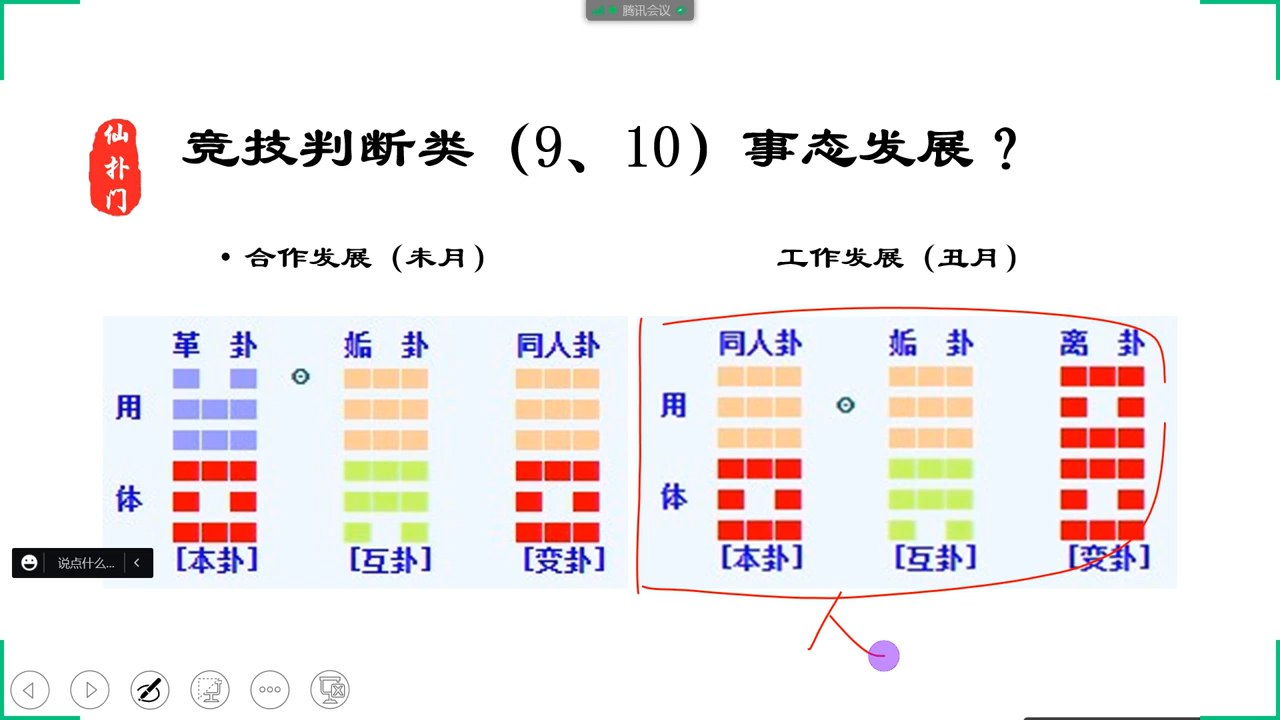 腾讯会议
仙扑门
竞技判断类（9、10）事态发展？
• 合作发展（未月） 工作发展（丑月）
革 卦 姤 卦 同人卦 同人卦 姤 卦 离 卦
用 用
体 体
[本卦] [互卦] [变卦] [本卦] [互卦] [变卦]
说点什么...